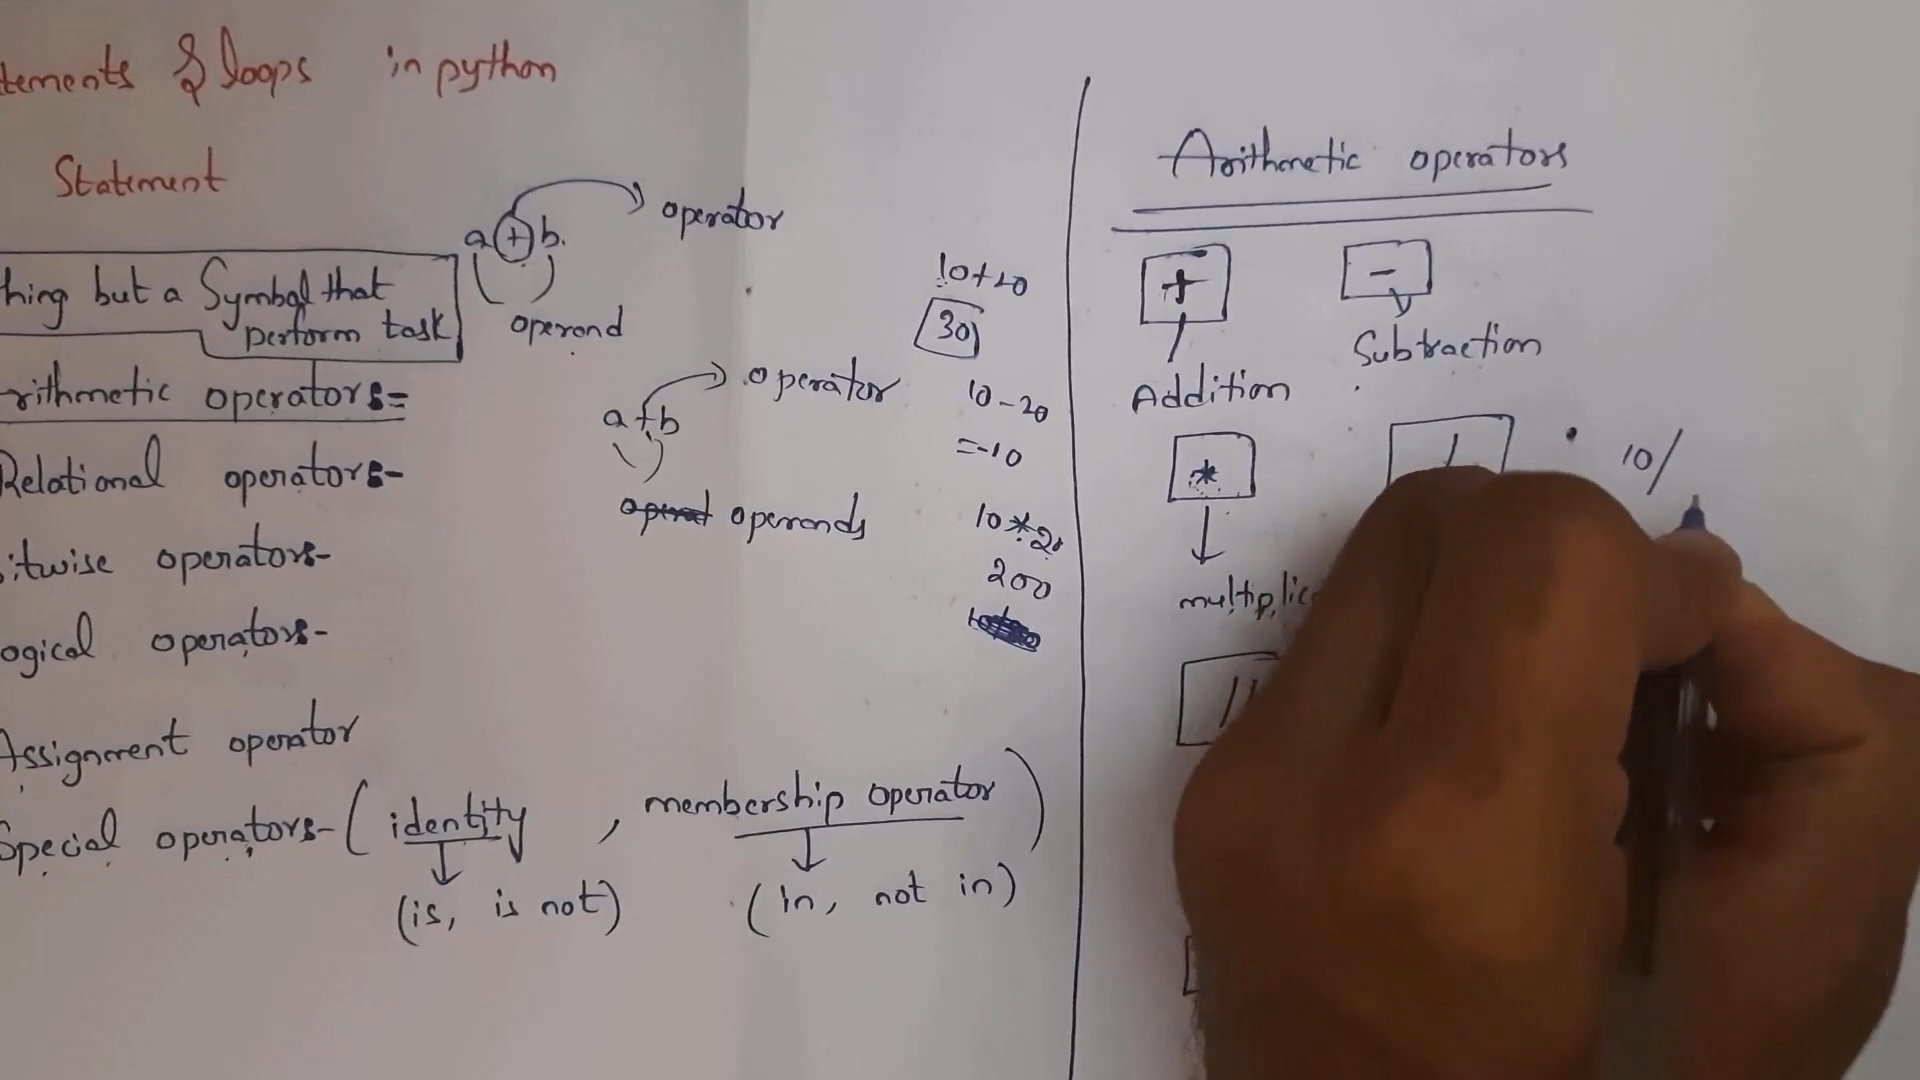 tements & loops in python
Statement
a + b.
operator
operand
hing but a Symbol that
perform task
rithmetic operators:-
Relational operators-
itwise operators-
ogical operators-
Assignment operator
Special operators- ( identity , membership operator )
(is, is not)
(in, not in)
a+b
operator
operands
10+20
30
10-20
=-10
10*20
200
Arithmetic operators
+
-
Addition
Subtraction
*
/
10/
multiplic
//